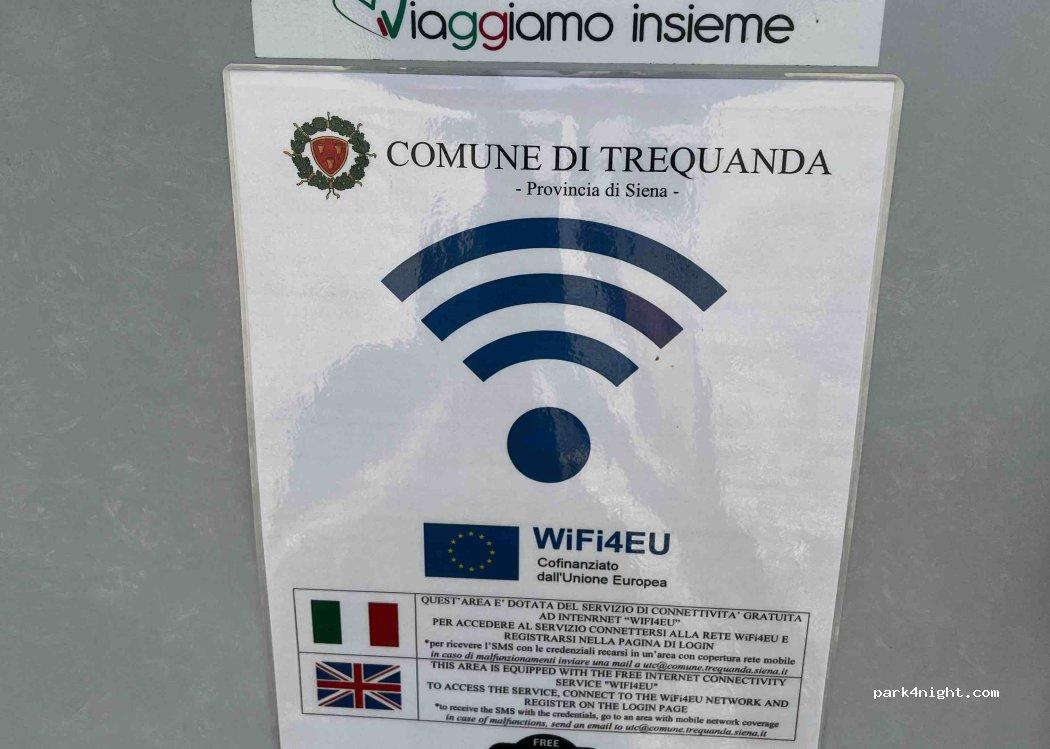 Viaggiamo insieme
COMUNE DI TREQUANDA
- Provincia di Siena -
WiFi4EU
Cofinanziato
dall'Unione Europea
QUEST'AREA E' DOTATA DEL SERVIZIO DI CONNETTIVITA' GRATUITA
AD INTENRNET "WIFI4EU"
PER ACCEDERE AL SERVIZIO CONNETTERSI ALLA RETE WiFi4EU E
REGISTRARSI NELLA PAGINA DI LOGIN
*per ricevere l'SMS con le credenziali recarsi in un'area con copertura rete mobile
in caso di malfunzionamenti inviare una mail a utc@comune.trequanda.siena.it
THIS AREA IS EQUIPPED WITH THE FREE INTERNET CONNECTIVITY
SERVICE "WIFI4EU"
TO ACCESS THE SERVICE, CONNECT TO THE WiFi4EU NETWORK AND
REGISTER ON THE LOGIN PAGE
*to receive the SMS with the credentials, go to an area with mobile network coverage
in case of malfunctions, send an email to utc@comune.trequanda.siena.it
FREE
park4night.com